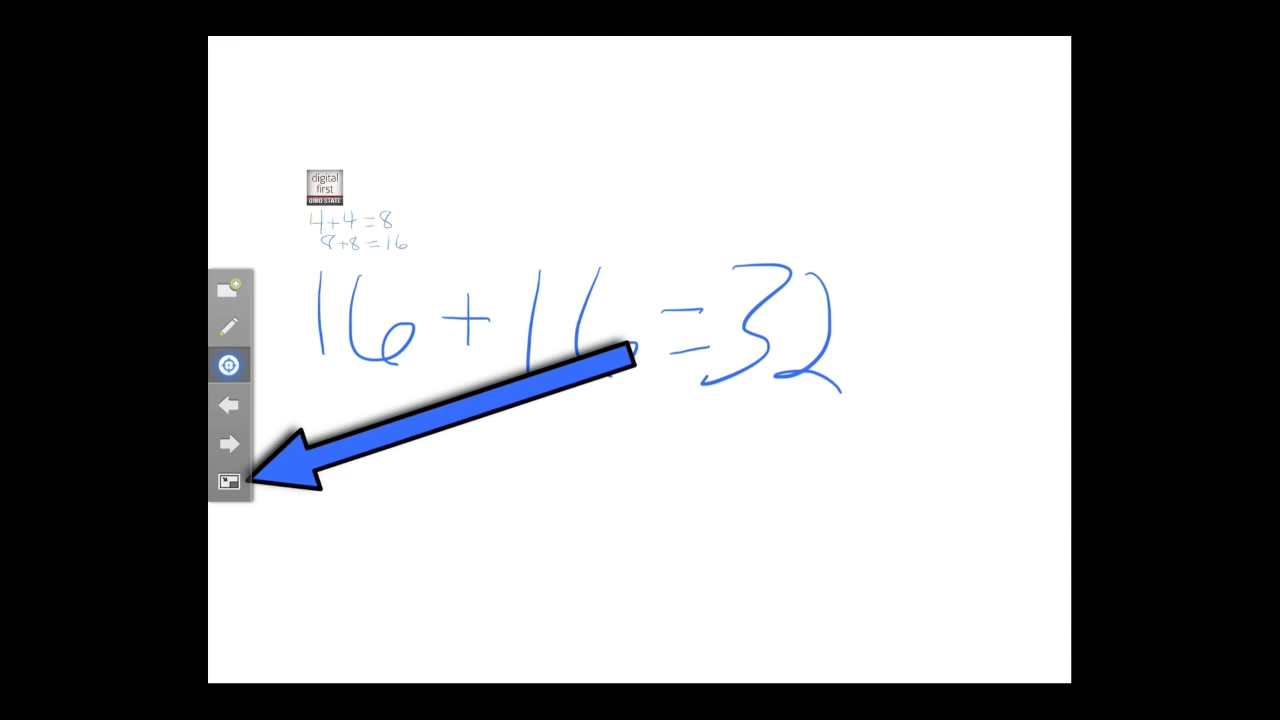 digital
first
OHIO STATE
4+4=8
8+8=16
16+16=32